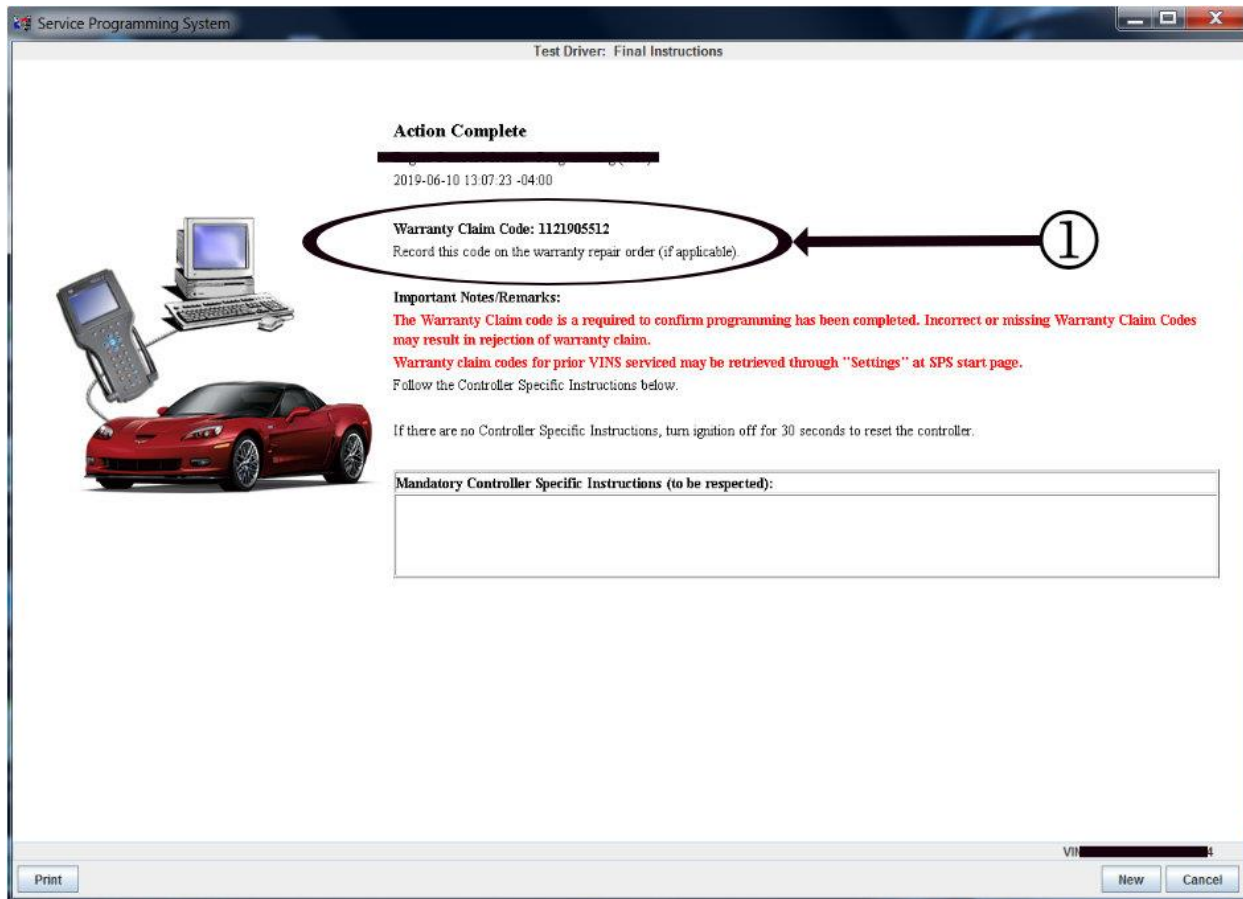 Service Programming System
Test Driver: Final Instructions
Action Complete
2019-06-10 13:07:23 -04:00
Warranty Claim Code: 1121905512
Record this code on the warranty repair order (if applicable).
①
Important Notes/Remarks:
The Warranty Claim code is a required to confirm programming has been completed. Incorrect or missing Warranty Claim Codes
may result in rejection of warranty claim.
Warranty claim codes for prior VINS serviced may be retrieved through "Settings" at SPS start page.
Follow the Controller Specific Instructions below.
If there are no Controller Specific Instructions, turn ignition off for 30 seconds to reset the controller.
Mandatory Controller Specific Instructions (to be respected):
VIN 4
Print New Cancel